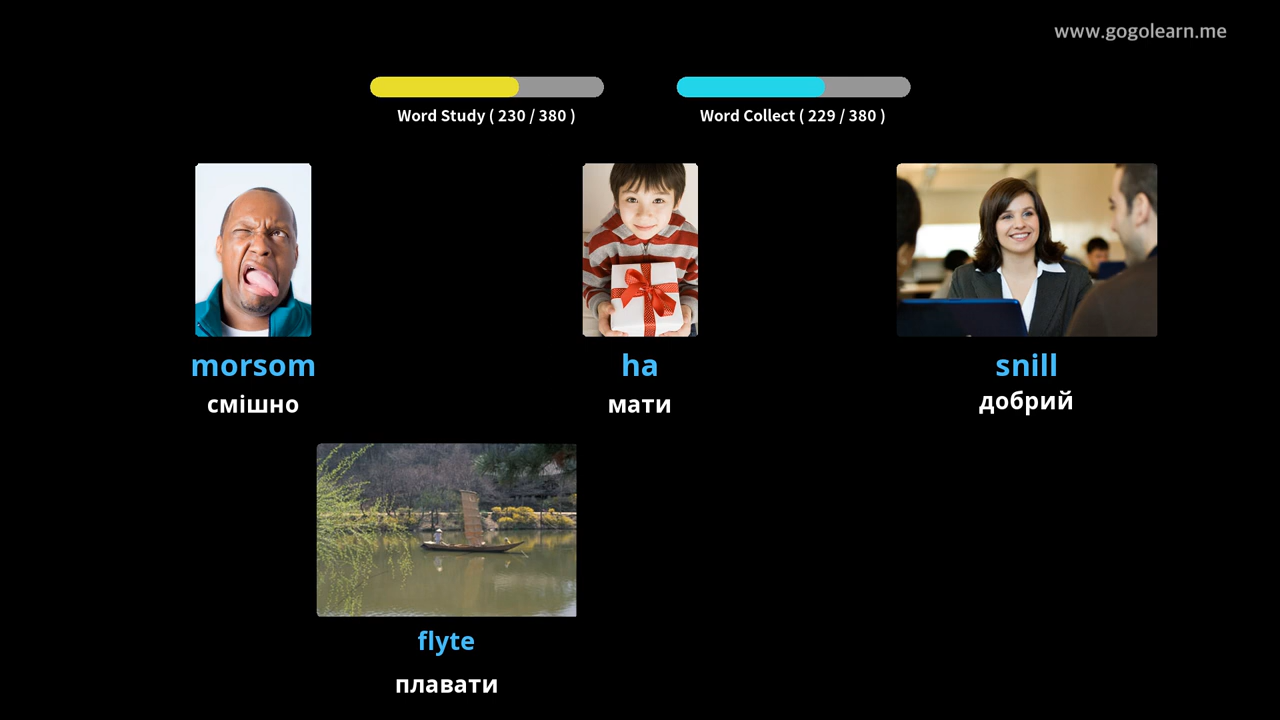 www.gogolearn.me
Word Study ( 230 / 380 )
Word Collect ( 229 / 380 )
morsom
смішно
ha
мати
snill
добрий
flyte
плавати